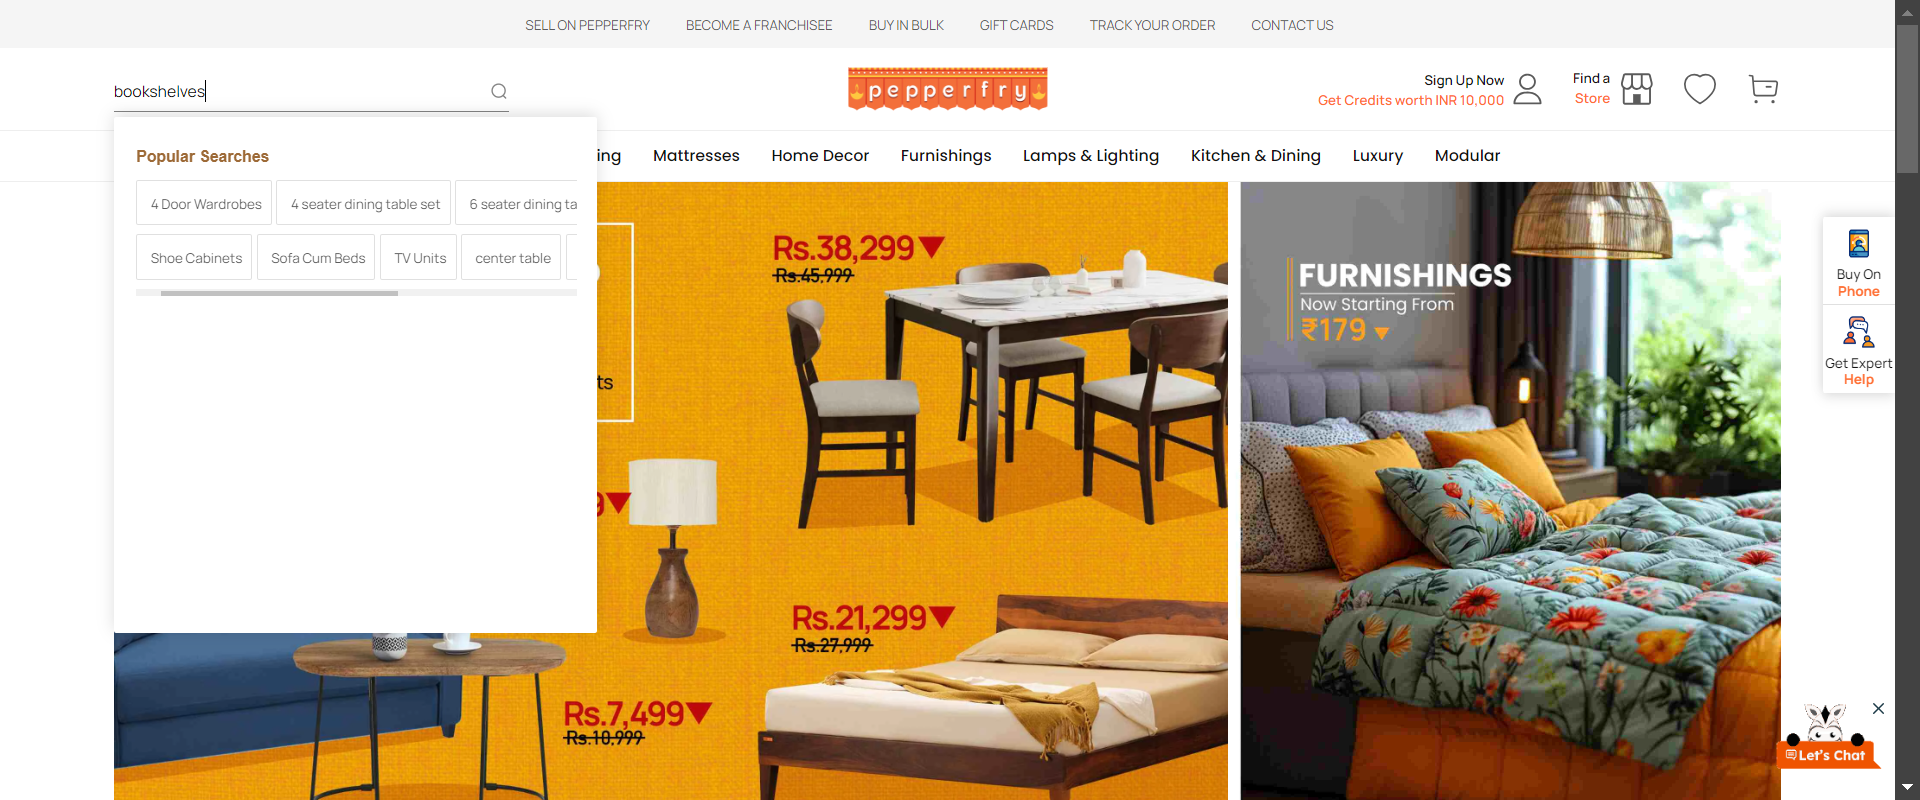 SELL ON PEPPERFRY BECOME A FRANCHISEE BUY IN BULK GIFT CARDS TRACK YOUR ORDER CONTACT US
bookshelves
pepperfry
Sign Up Now
Get Credits worth INR 10,000
Find a
Store
Mattresses Home Decor Furnishings Lamps & Lighting Kitchen & Dining Luxury Modular
Popular Searches
4 Door Wardrobes 4 seater dining table set 6 seater dining ta
Shoe Cabinets Sofa Cum Beds TV Units center table
Rs.38,299
Rs.45,999
Rs.21,299
Rs.27,999
Rs.7,499
Rs.10,999
FURNISHINGS
Now Starting From
₹179
Buy On
Phone
Get Expert
Help
Let's Chat